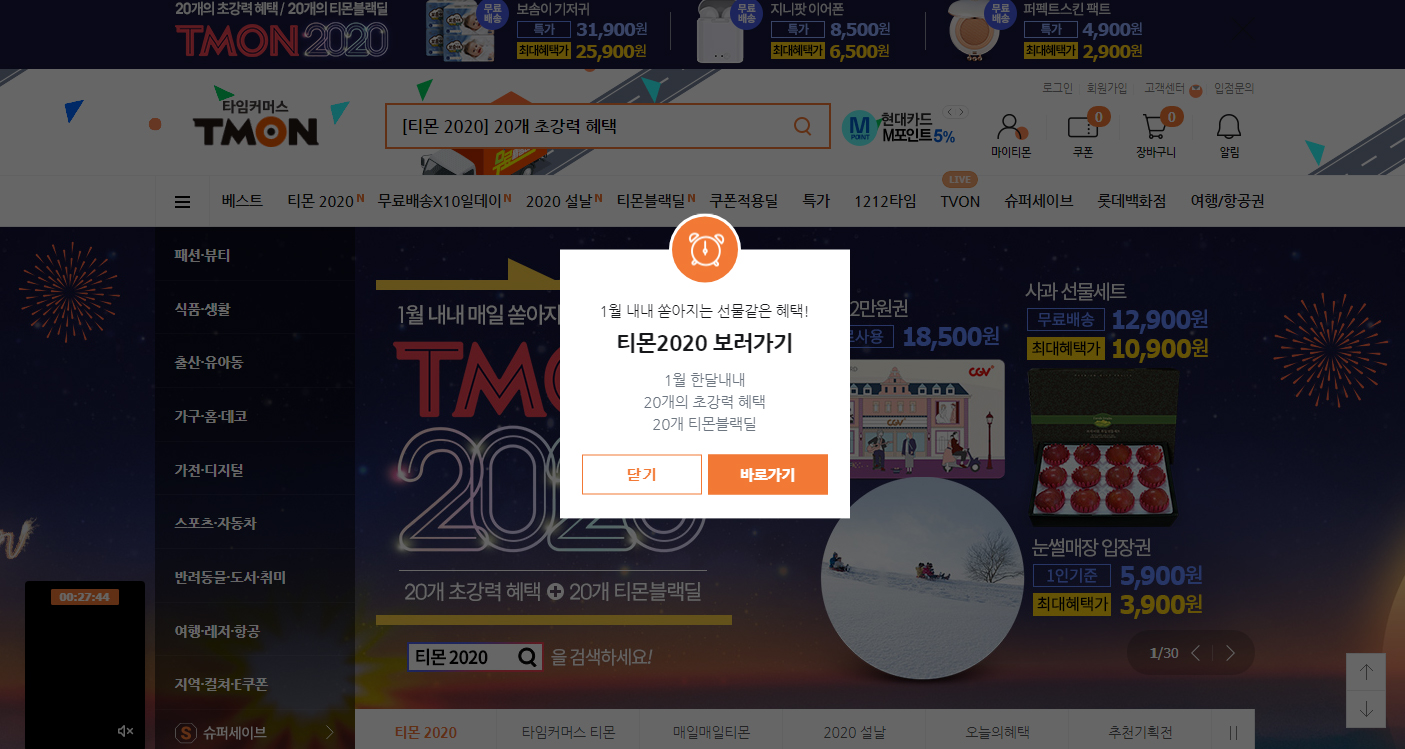 20개의 초강력 혜택 / 20개의 티몬블랙딜
TMON 2020
무료배송
보솜이 기저귀
특가 31,900원
최대혜택가 25,900원
무료배송
지니팟 이어폰
특가 8,500원
최대혜택가 6,500원
무료배송
퍼펙트스킨 팩트
특가 4,900원
최대혜택가 2,900원
로그인 회원가입 고객센터 입점문의
타임커머스
TMON
[티몬 2020] 20개 초강력 혜택
무료배송
M POINT
현대카드
M포인트 5%
마이티몬
0
쿠폰
0
장바구니
알림
LIVE
베스트 티몬 2020 N 무료배송X10일데이 N 2020 설날 N 티몬블랙딜 N 쿠폰적용딜 특가 1212타임 TVON 슈퍼세이브 롯데백화점 여행/항공권
패션·뷰티
식품·생활
출산·유아동
가구·홈·데코
가전·디지털
스포츠·자동차
반려동물·도서·취미
여행·레저·항공
지역·컬쳐·E쿠폰
S 슈퍼세이브
00:27:44
1월 내내 매일 쏟아지
TM
2020
20개 초강력 혜택 + 20개 티몬블랙딜
티몬 2020 을 검색하세요!
1월 내내 쏟아지는 선물같은 혜택!
티몬2020 보러가기
1월 한달내내
20개의 초강력 혜택
20개 티몬블랙딜
닫기 바로가기
2만원권
사용 18,500원
CGV
사과 선물세트
무료배송 12,900원
최대혜택가 10,900원
눈썰매장 입장권
1인기준 5,900원
최대혜택가 3,900원
1/30
티몬 2020 타임커머스 티몬 매일매일티몬 2020 설날 오늘의혜택 추천기획전